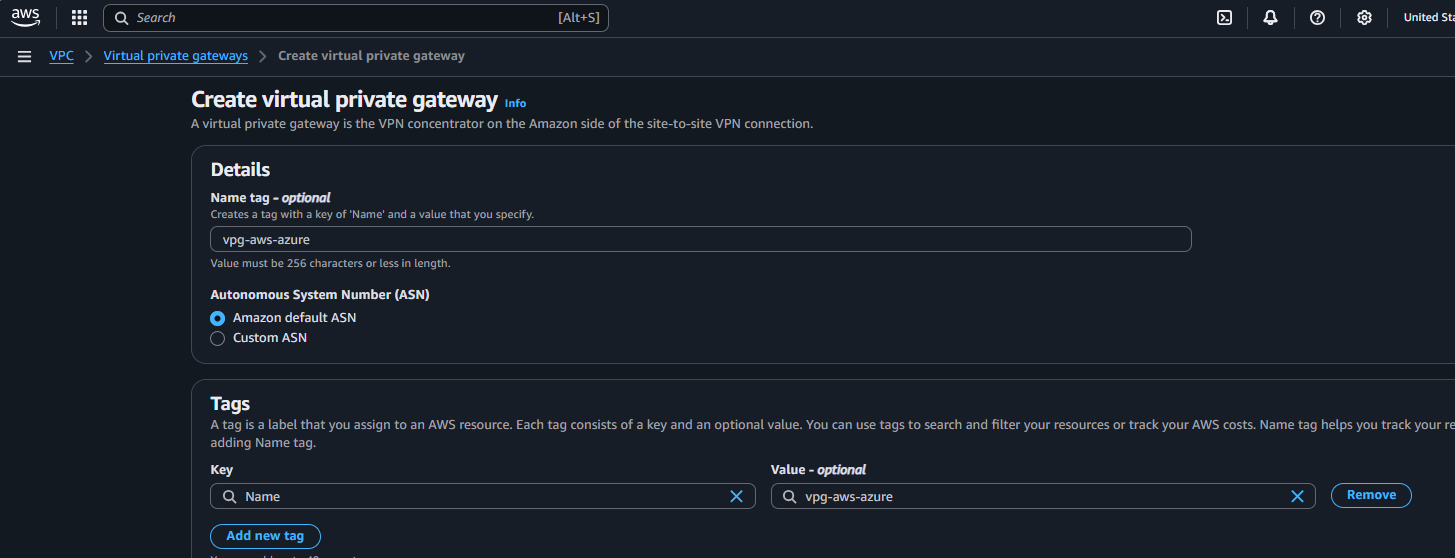 aws
Search [Alt+S] United Sta
VPC > Virtual private gateways > Create virtual private gateway
Create virtual private gateway Info
A virtual private gateway is the VPN concentrator on the Amazon side of the site-to-site VPN connection.
Details
Name tag - optional
Creates a tag with a key of 'Name' and a value that you specify.
vpg-aws-azure
Value must be 256 characters or less in length.
Autonomous System Number (ASN)
Amazon default ASN
Custom ASN
Tags
A tag is a label that you assign to an AWS resource. Each tag consists of a key and an optional value. You can use tags to search and filter your resources or track your AWS costs. Name tag helps you track your re
adding Name tag.
Key Value - optional
Name vpg-aws-azure Remove
Add new tag